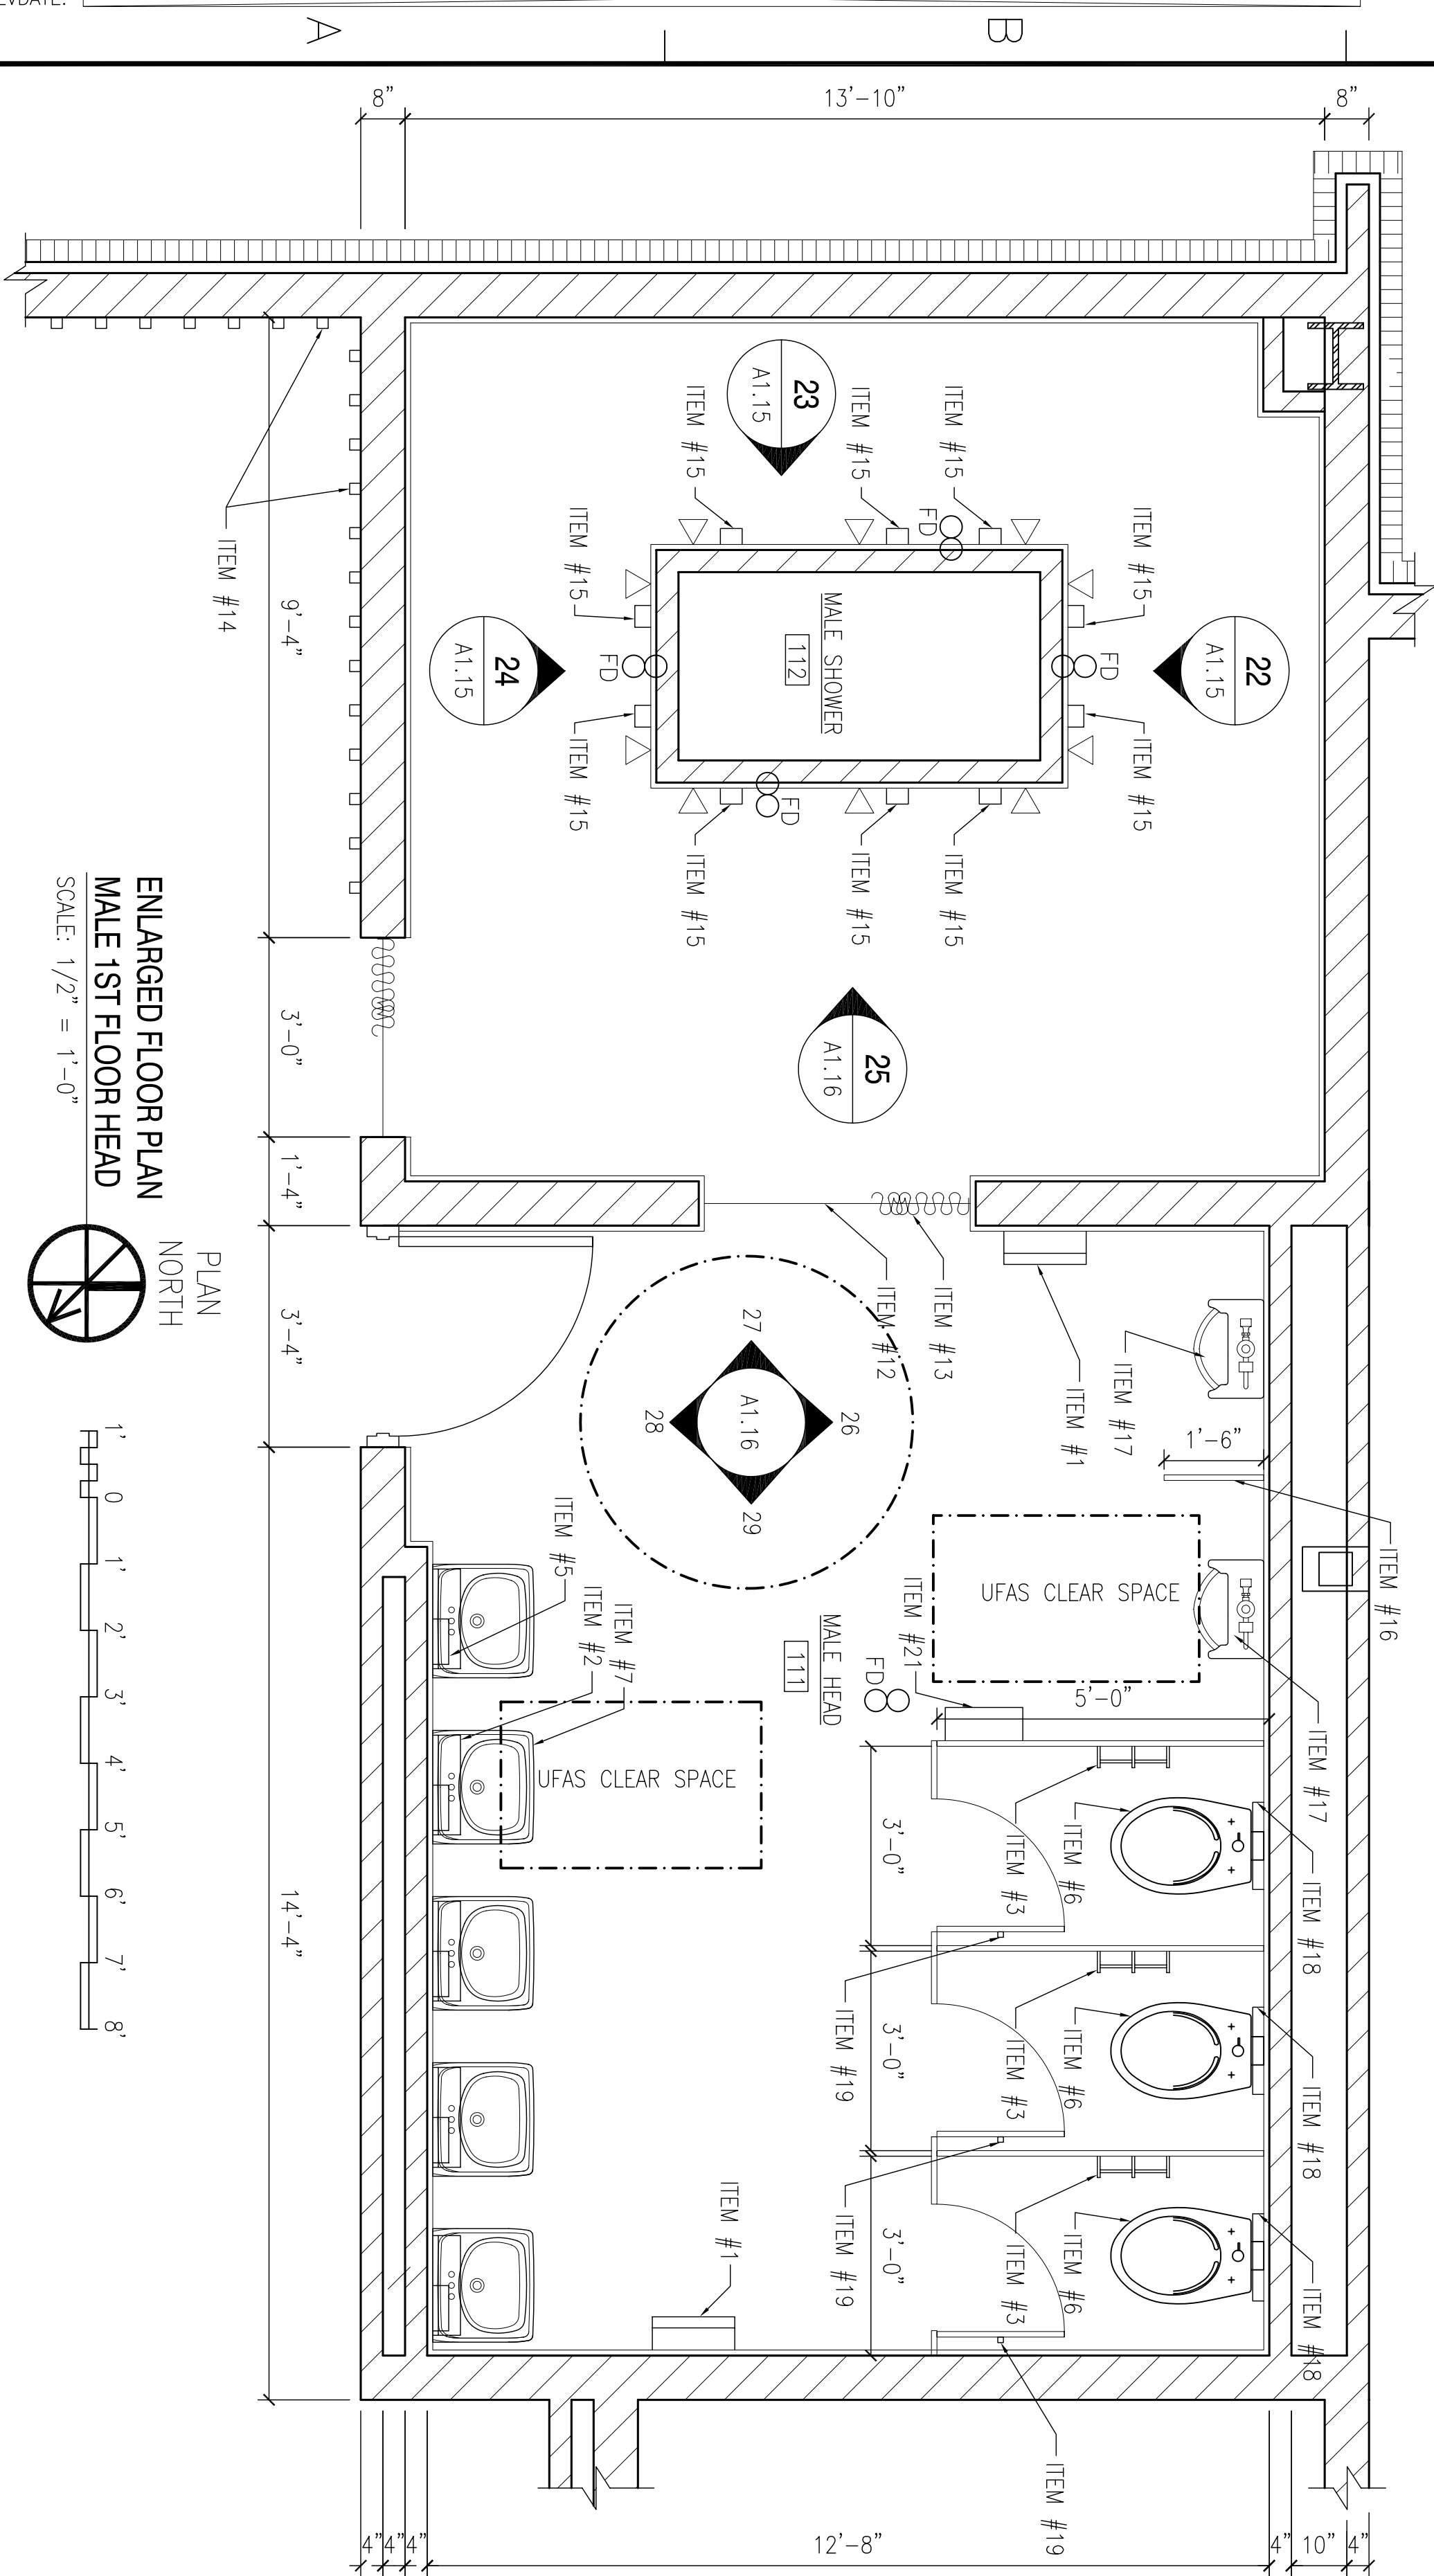 EVDATE:
A
B
8"
13'-10"
8"
23
A1.15
22
A1.15
24
A1.15
25
A1.16
ITEM #15
ITEM #15
ITEM #15
ITEM #15
ITEM #15
ITEM #15
ITEM #15
ITEM #15
ITEM #15
ITEM #15
FD
FD
FD
FD
MALE SHOWER
112
ITEM #14
9'-4"
3'-0"
1'-4"
3'-4"
14'-4"
ITEM #12
ITEM #13
ITEM #1
ITEM #17
1'-6"
ITEM #16
26
27
A1.16
28
29
UFAS CLEAR SPACE
ITEM #17
ITEM #5
ITEM #2
ITEM #7
MALE HEAD
111
ITEM #21
FD
5'-0"
UFAS CLEAR SPACE
3'-0"
ITEM #3
ITEM #6
ITEM #18
ITEM #19
3'-0"
ITEM #3
ITEM #6
ITEM #18
ITEM #19
3'-0"
ITEM #3
ITEM #6
ITEM #18
ITEM #19
ITEM #1
4"
4"
4"
12'-8"
4"
10"
4"
ENLARGED FLOOR PLAN
MALE 1ST FLOOR HEAD
SCALE: 1/2" = 1'-0"
PLAN
NORTH
1'
0
1'
2'
3'
4'
5'
6'
7'
8'